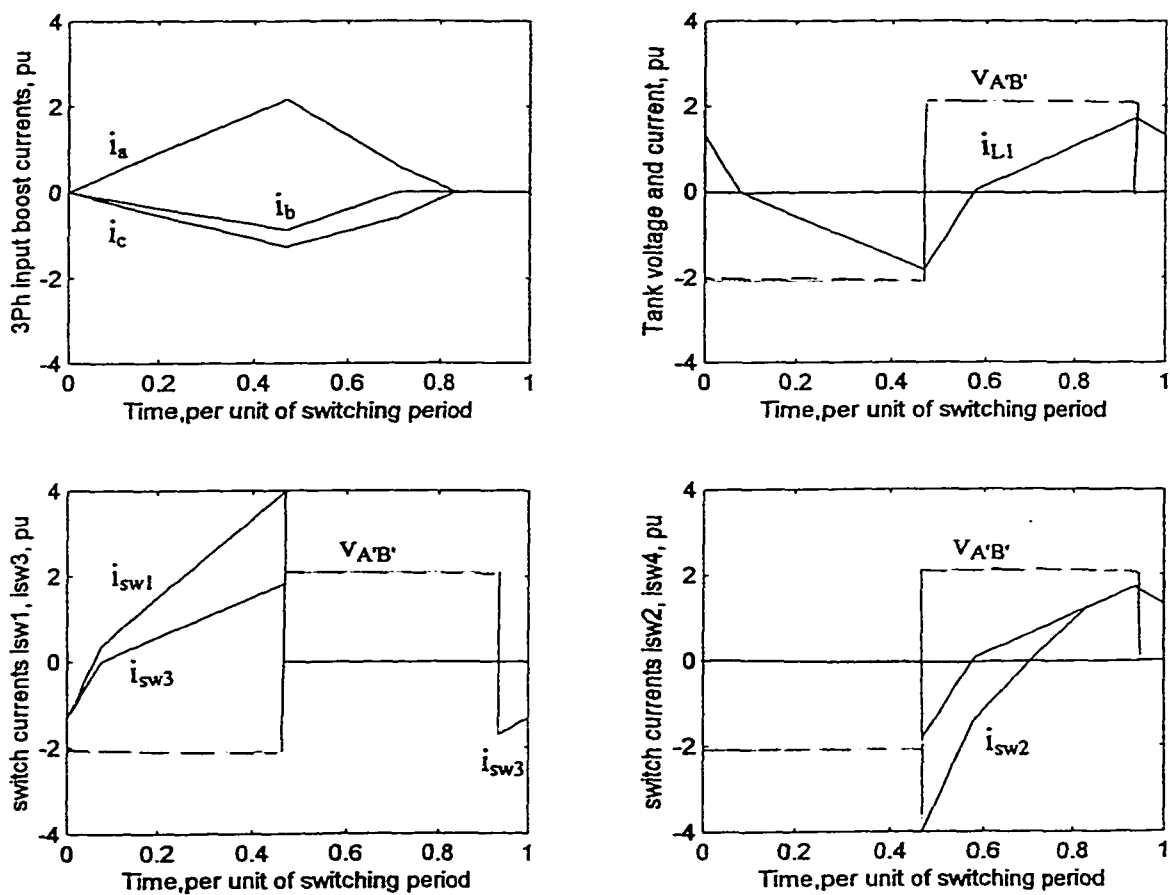 3Ph Input boost currents, pu
4
2
0
-2
-4
i_a
i_b
i_c
0 0.2 0.4 0.6 0.8 1
Time,per unit of switching period
Tank voltage and current, pu
4
2
0
-2
-4
v_A'B'
i_L1
0 0.2 0.4 0.6 0.8 1
Time,per unit of switching period
switch currents Isw1, Isw3, pu
4
2
0
-2
-4
i_sw1
v_A'B'
i_sw3
i_sw3
0 0.2 0.4 0.6 0.8 1
Time,per unit of switching period
switch currents Isw2, Isw4, pu
4
2
0
-2
-4
v_A'B'
i_sw2
0 0.2 0.4 0.6 0.8 1
Time,per unit of switching period